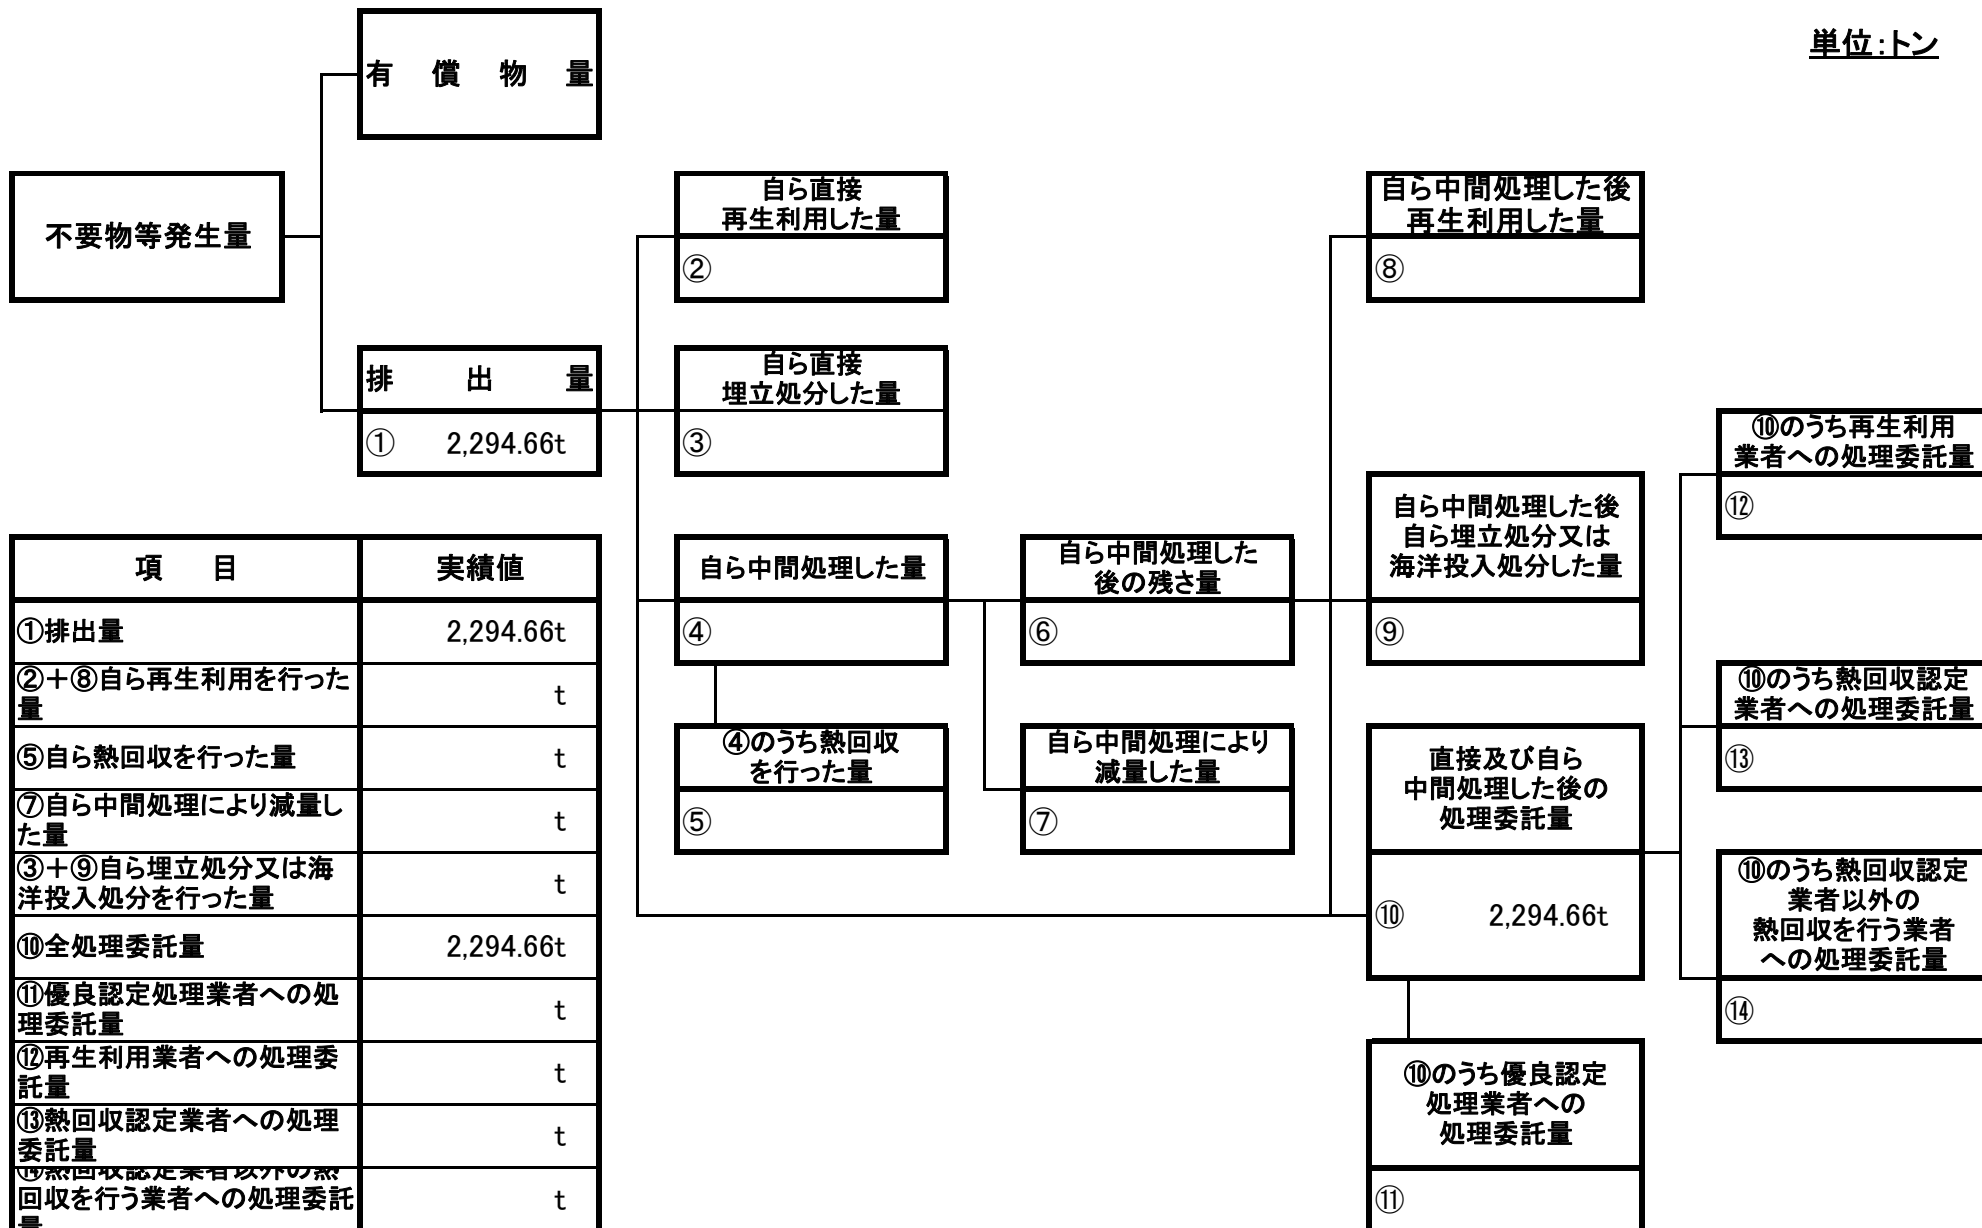 単位：トン
有償物量
不要物等発生量
自ら直接
再生利用した量
②
自ら中間処理した後
再生利用した量
⑧
排出量
① 2,294.66t
自ら直接
埋立処分した量
③
⑩のうち再生利用
業者への処理委託量
⑫
自ら中間処理した量
④
自ら中間処理した
後の残さ量
⑥
自ら中間処理した後
自ら埋立処分又は
海洋投入処分した量
⑨
⑩のうち熱回収認定
業者への処理委託量
⑬
④のうち熱回収
を行った量
⑤
自ら中間処理により
減量した量
⑦
直接及び自ら
中間処理した後の
処理委託量
⑩ 2,294.66t
⑩のうち熱回収認定
業者以外の
熱回収を行う業者
への処理委託量
⑭
⑩のうち優良認定
処理業者への
処理委託量
⑪
項目 実績値
①排出量 2,294.66t
②＋⑧自ら再生利用を行った
量 t
⑤自ら熱回収を行った量 t
⑦自ら中間処理により減量し
た量 t
③＋⑨自ら埋立処分又は海
洋投入処分を行った量 t
⑩全処理委託量 2,294.66t
⑪優良認定処理業者への処
理委託量 t
⑫再生利用業者への処理委
託量 t
⑬熱回収認定業者への処理
委託量 t
⑭熱回収認定業者以外の熱
回収を行う業者への処理委託
量 t